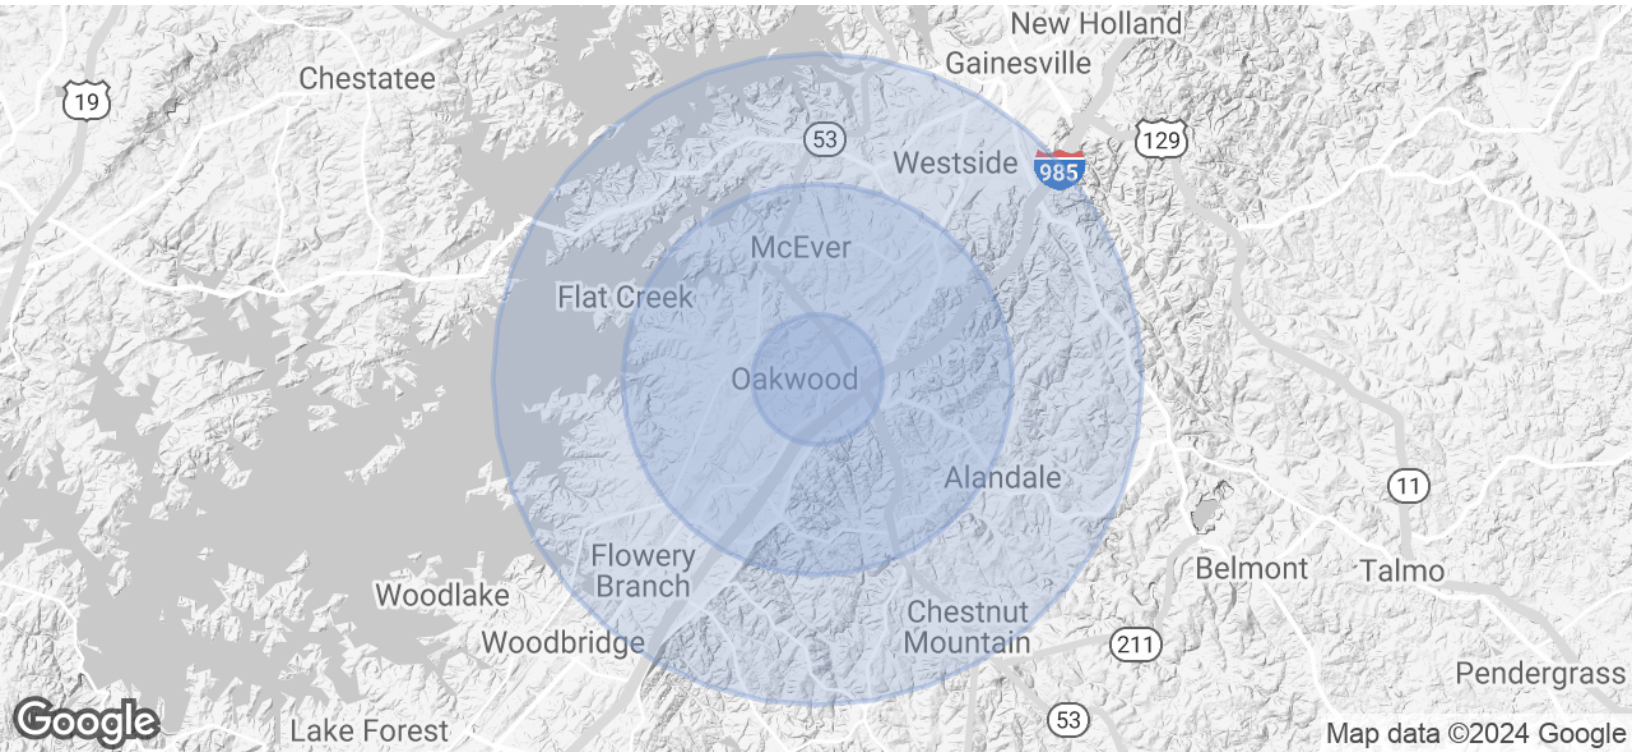 New Holland
Gainesville
Chestatee
19
53
129
Westside
985
McEver
Flat Creek
Oakwood
Alandale
11
Flowery
Branch
Belmont
Talmo
Woodlake
Chestnut
Mountain
Woodbridge
211
Pendergrass
Google
Lake Forest
53
Map data ©2024 Google